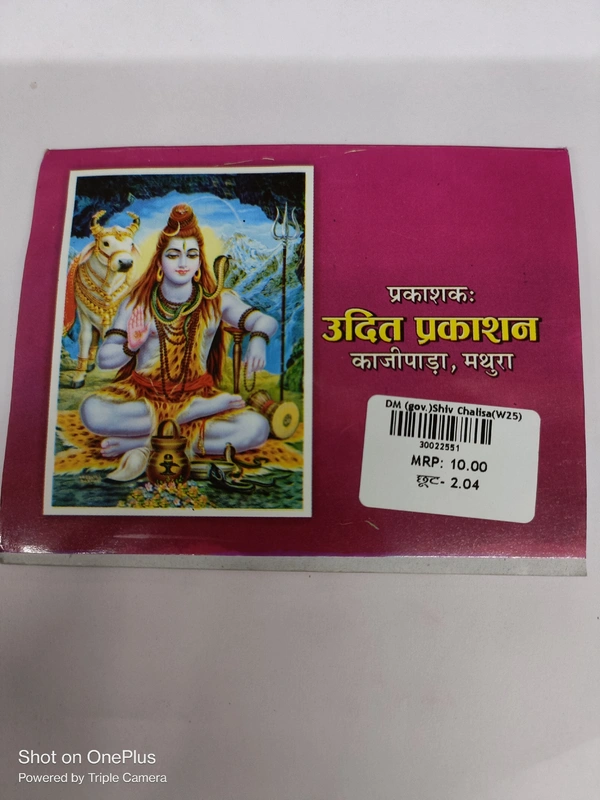 प्रकाशकः
उदित प्रकाशन
काजीपाड़ा, मथुरा
DM (gov.)Shiv Chalisa(W25)
30022551
MRP: 10.00
छूट- 2.04
Shot on OnePlus
Powered by Triple Camera